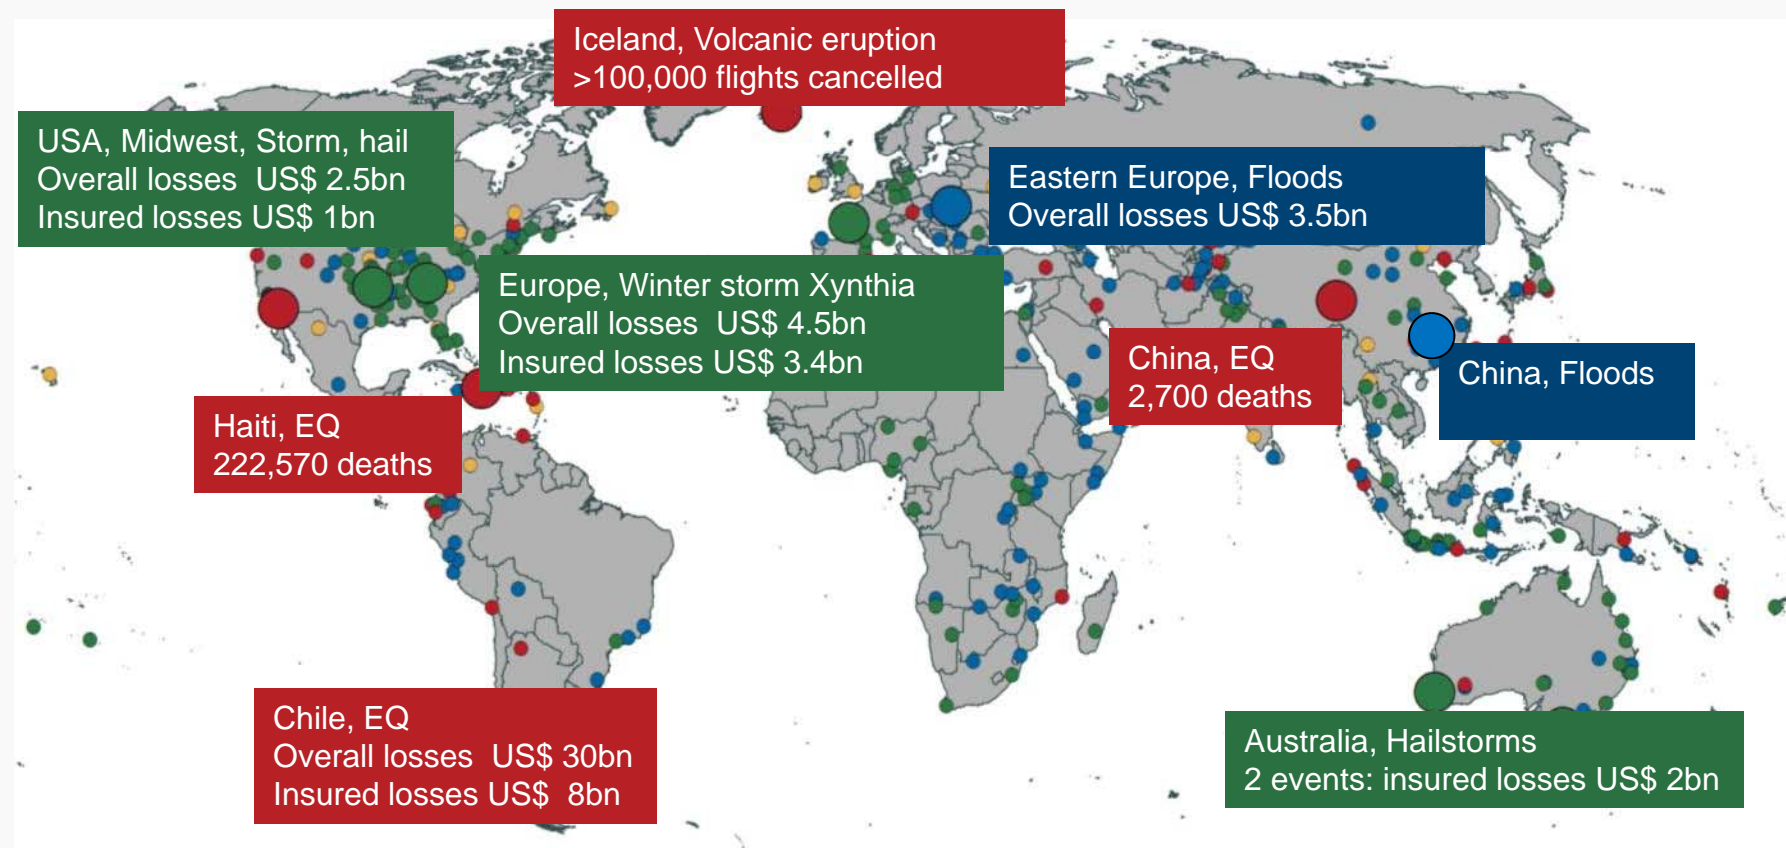 Iceland, Volcanic eruption
>100,000 flights cancelled
USA, Midwest, Storm, hail
Overall losses  US$ 2.5bn
Insured losses US$ 1bn
Eastern Europe, Floods
Overall losses US$ 3.5bn
Europe, Winter storm Xynthia
Overall losses  US$ 4.5bn
Insured losses US$ 3.4bn
China, EQ
2,700 deaths
China, Floods
Haiti, EQ
222,570 deaths
Chile, EQ
Overall losses  US$ 30bn
Insured losses US$  8bn
Australia, Hailstorms
2 events: insured losses US$ 2bn